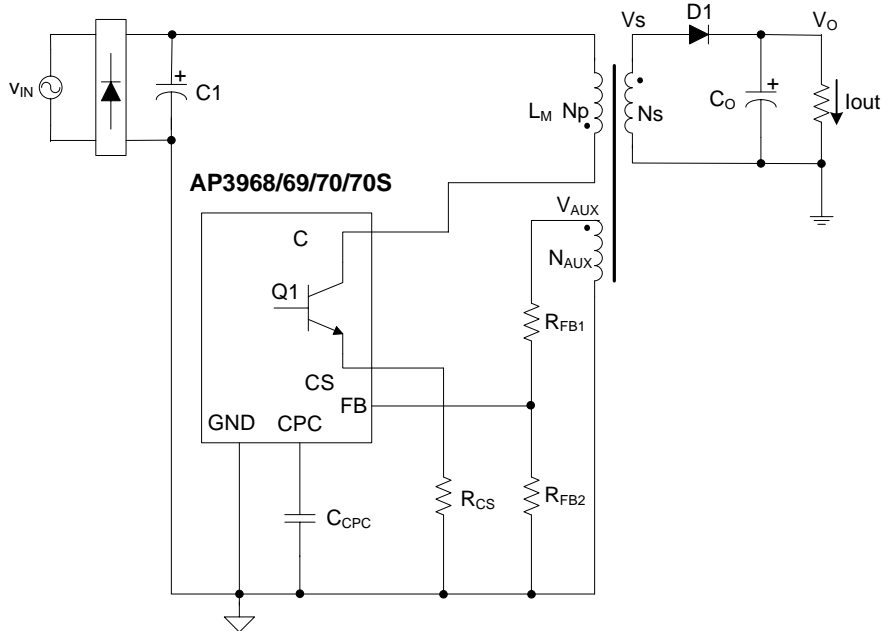 Vs
D1
VO
vIN
C1
LM
Np
Ns
CO
Iout
AP3968/69/70/70S
VAUX
C
NAUX
Q1
RFB1
CS
FB
GND
CPC
RCS
RFB2
CCPC